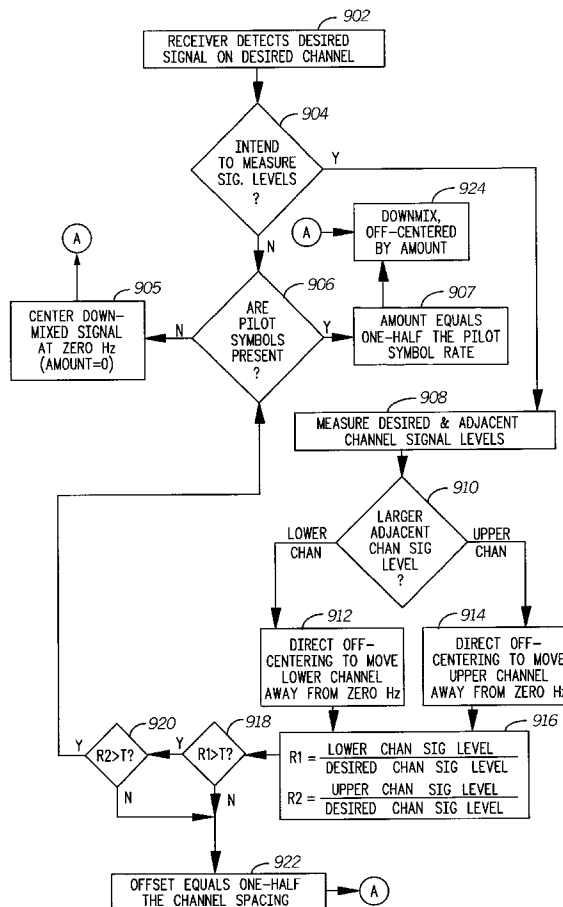 902
RECEIVER DETECTS DESIRED
SIGNAL ON DESIRED CHANNEL
904
INTEND
TO MEASURE
SIG. LEVELS
?
Y
N
924
DOWNMIX,
OFF-CENTERED
BY AMOUNT
A
A
905
CENTER DOWN-
MIXED SIGNAL
AT ZERO Hz
(AMOUNT=0)
906
ARE
PILOT
SYMBOLS
PRESENT
?
N
Y
907
AMOUNT EQUALS
ONE-HALF
THE PILOT
SYMBOL RATE
908
MEASURE DESIRED & ADJACENT
CHANNEL SIGNAL LEVELS
910
LARGER
ADJACENT
CHAN SIG
LEVEL
?
LOWER
CHAN
UPPER
CHAN
912
DIRECT OFF-
CENTERING TO MOVE
LOWER CHANNEL
AWAY FROM ZERO Hz
914
DIRECT OFF-
CENTERING TO MOVE
UPPER CHANNEL
AWAY FROM ZERO Hz
916
R1 = LOWER CHAN SIG LEVEL
DESIRED CHAN SIG LEVEL
R2 = UPPER CHAN SIG LEVEL
DESIRED CHAN SIG LEVEL
918
R1>T?
Y
N
920
R2>T?
Y
N
922
OFFSET EQUALS ONE-HALF
THE CHANNEL SPACING
A